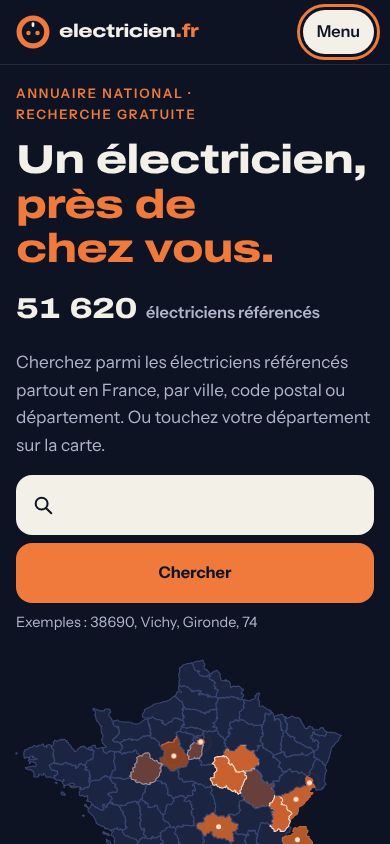 electricien.fr
Menu
ANNUAIRE NATIONAL ·
RECHERCHE GRATUITE
Un électricien,
près de
chez vous.
51 620 électriciens référencés
Cherchez parmi les électriciens référencés
partout en France, par ville, code postal ou
département. Ou touchez votre département
sur la carte.
Chercher
Exemples : 38690, Vichy, Gironde, 74